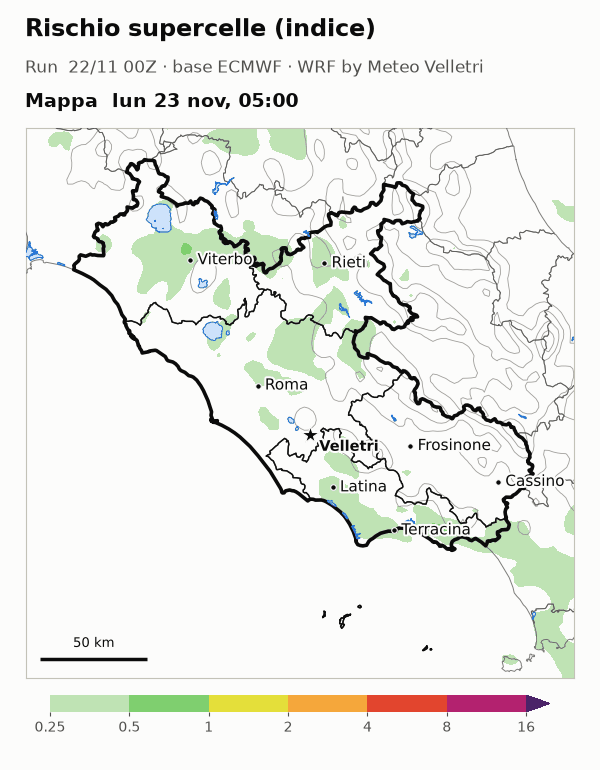 Rischio supercelle (indice)
Run  22/11 00Z · base ECMWF · WRF by Meteo Velletri
Mappa  lun 23 nov, 05:00
Viterbo
Rieti
Roma
Velletri
Frosinone
Cassino
Latina
Terracina
50 km
0.25 0.5 1 2 4 8 16